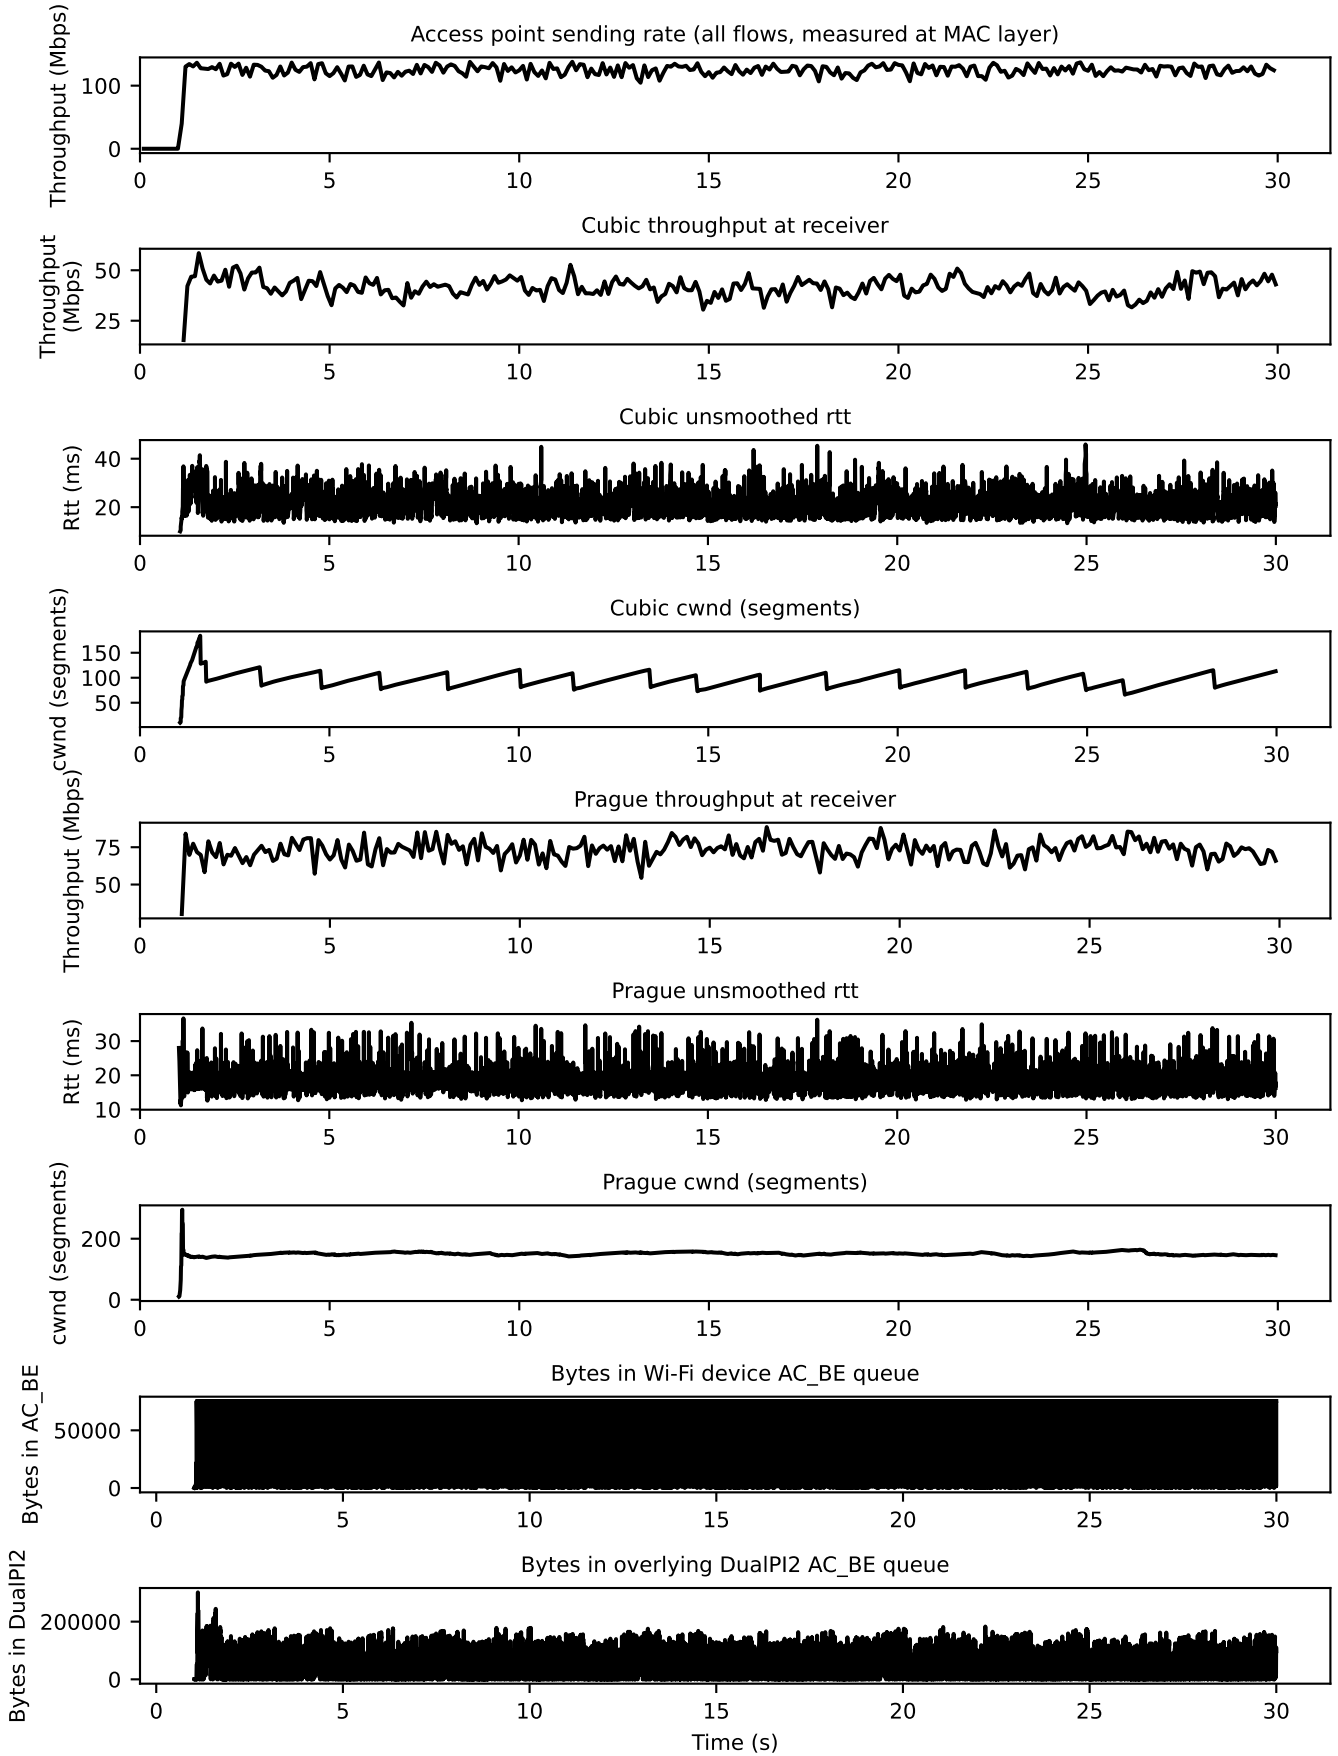 Access point sending rate (all flows, measured at MAC layer)
Throughput (Mbps)
100
0
0 5 10 15 20 25 30
Cubic throughput at receiver
Throughput
(Mbps)
50
25
0 5 10 15 20 25 30
Cubic unsmoothed rtt
Rtt (ms)
40
20
0 5 10 15 20 25 30
Cubic cwnd (segments)
cwnd (segments)
150
100
50
0 5 10 15 20 25 30
Prague throughput at receiver
Throughput (Mbps)
75
50
0 5 10 15 20 25 30
Prague unsmoothed rtt
Rtt (ms)
30
20
10
0 5 10 15 20 25 30
Prague cwnd (segments)
cwnd (segments)
200
0
0 5 10 15 20 25 30
Bytes in Wi-Fi device AC_BE queue
Bytes in AC_BE
50000
0
0 5 10 15 20 25 30
Bytes in overlying DualPI2 AC_BE queue
Bytes in DualPI2
200000
0
0 5 10 15 20 25 30
Time (s)